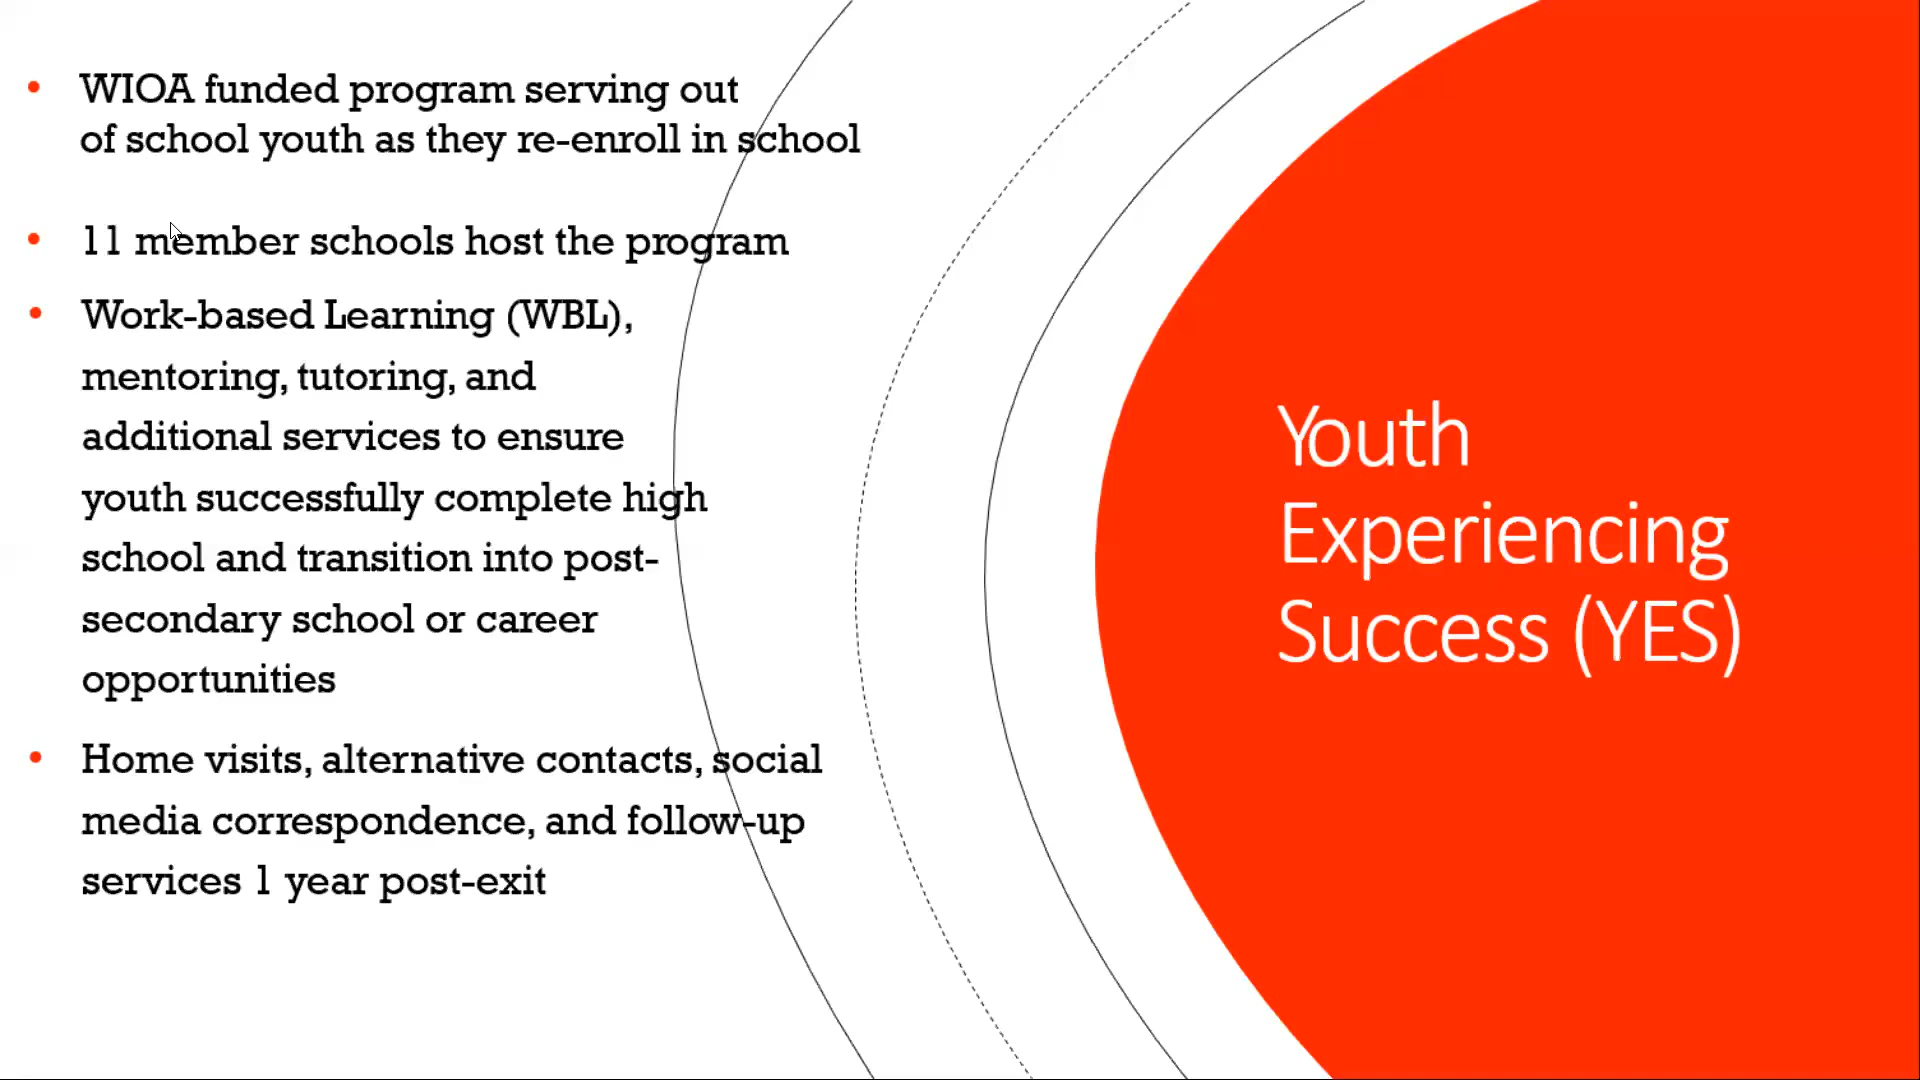 WIOA funded program serving out
of school youth as they re-enroll in school
11 member schools host the program
Work-based Learning (WBL),
mentoring, tutoring, and
additional services to ensure
youth successfully complete high
school and transition into post-
secondary school or career
opportunities
Home visits, alternative contacts, social
media correspondence, and follow-up
services 1 year post-exit
Youth
Experiencing
Success (YES)